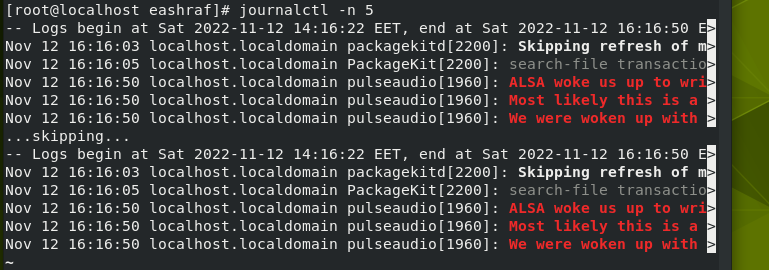 [root@localhost eashraf]# journalctl -n 5
-- Logs begin at Sat 2022-11-12 14:16:22 EET, end at Sat 2022-11-12 16:16:50 E>
Nov 12 16:16:03 localhost.localdomain packagekitd[2200]: Skipping refresh of m>
Nov 12 16:16:05 localhost.localdomain PackageKit[2200]: search-file transactio>
Nov 12 16:16:50 localhost.localdomain pulseaudio[1960]: ALSA woke us up to wri>
Nov 12 16:16:50 localhost.localdomain pulseaudio[1960]: Most likely this is a >
Nov 12 16:16:50 localhost.localdomain pulseaudio[1960]: We were woken up with >
...skipping...
-- Logs begin at Sat 2022-11-12 14:16:22 EET, end at Sat 2022-11-12 16:16:50 E>
Nov 12 16:16:03 localhost.localdomain packagekitd[2200]: Skipping refresh of m>
Nov 12 16:16:05 localhost.localdomain PackageKit[2200]: search-file transactio>
Nov 12 16:16:50 localhost.localdomain pulseaudio[1960]: ALSA woke us up to wri>
Nov 12 16:16:50 localhost.localdomain pulseaudio[1960]: Most likely this is a >
Nov 12 16:16:50 localhost.localdomain pulseaudio[1960]: We were woken up with >
~